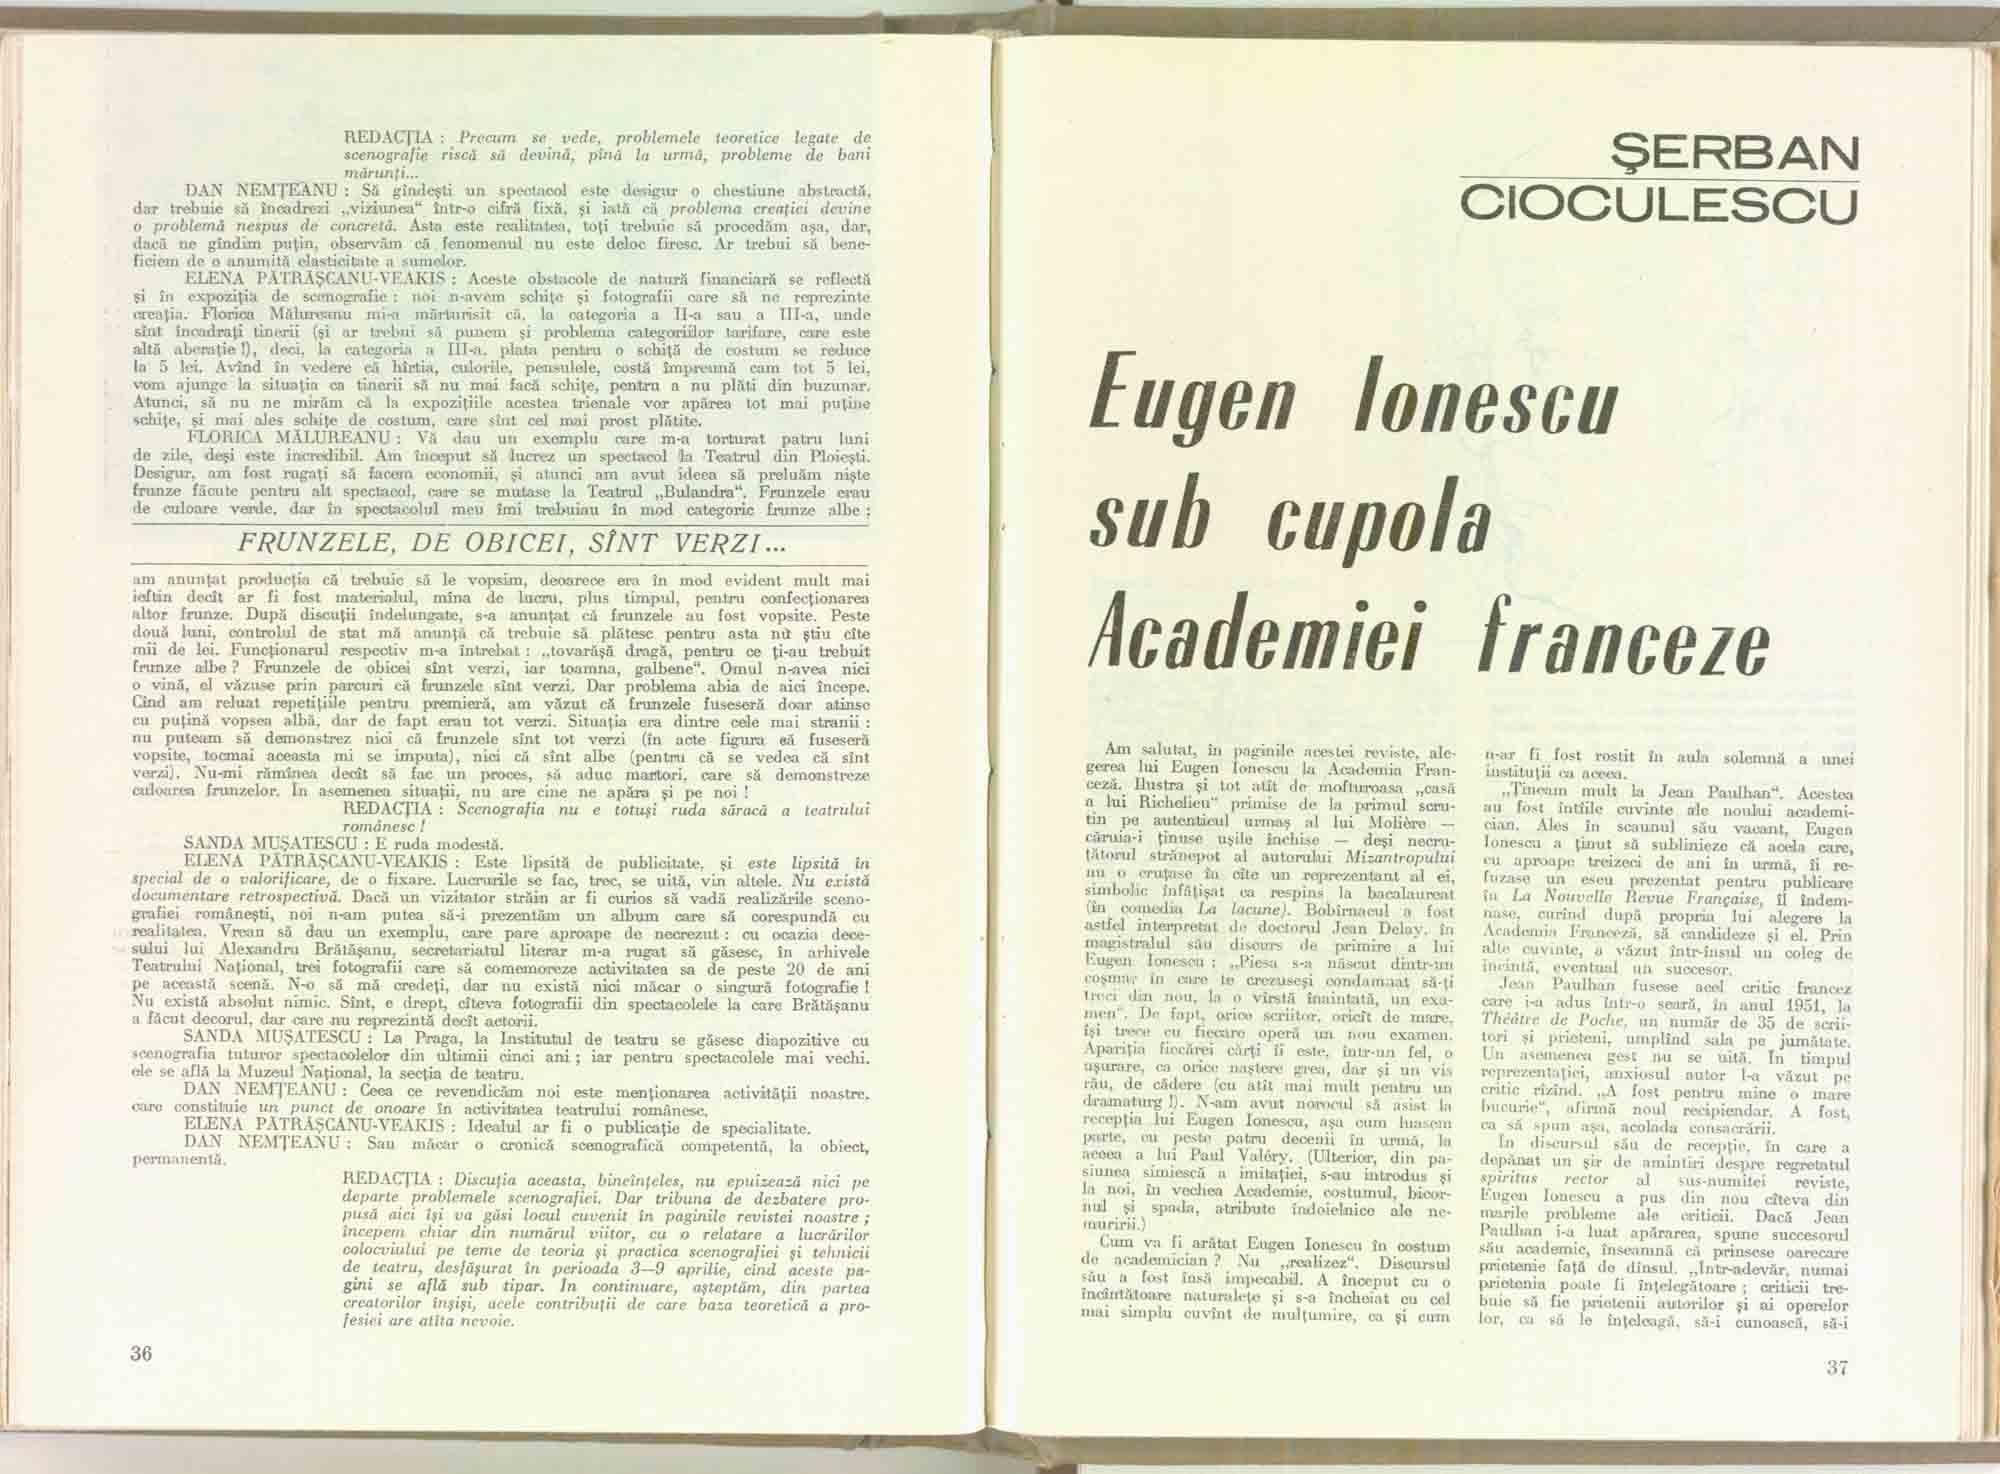 REDACȚIA : Precum se vede, problemele teoretice legate de
scenografie riscă să devină, pînă la urmă, probleme de bani
mărunți...
DAN NEMȚEANU : Să gîndești un spectacol este desigur o chestiune abstractă,
dar trebuie să încadrezi „viziunea“ într-o cifră fixă, și iată că problema creației devine
o problemă nespus de concretă. Asta este realitatea, toți trebuie să procedăm așa, dar,
dacă ne gîndim puțin, observăm că fenomenul nu este deloc firesc. Ar trebui să bene-
ficiem de o anumită elasticitate a sumelor.
ELENA PĂTRĂȘCANU-VEAKIS : Aceste obstacole de natură financiară se reflectă
și în expoziția de scenografie : noi n-avem schițe și fotografii care să ne reprezinte
creația. Florica Mălureanu mi-a mărturisit că, la categoria a II-a sau a III-a, unde
sînt încadrați tinerii (și ar trebui să punem și problema categoriilor tarifare, care este
altă aberație !), deci, la categoria a III-a, plata pentru o schiță de costum se reduce
la 5 lei. Avînd în vedere că hîrtia, culorile, pensulele, costă împreună cam tot 5 lei,
vom ajunge la situația ca tinerii să nu mai facă schițe, pentru a nu plăti din buzunar.
Atunci, să nu ne mirăm că la expozițiile acestea trienale vor apărea tot mai puține
schițe, și mai ales schițe de costum, care sînt cel mai prost plătite.
FLORICA MĂLUREANU : Vă dau un exemplu care m-a torturat patru luni
de zile, deși este incredibil. Am început să lucrez un spectacol la Teatrul din Ploiești.
Desigur, am fost rugați să facem economii, și atunci am avut ideea să preluăm niște
frunze făcute pentru alt spectacol, care se mutase la Teatrul „Bulandra“. Frunzele erau
de culoare verde, dar în spectacolul meu îmi trebuiau în mod categoric frunze albe ;
FRUNZELE, DE OBICEI, SÎNT VERZI...
am anunțat producția că trebuie să le vopsim, deoarece era în mod evident mult mai
ieftin decît ar fi fost materialul, mîna de lucru, plus timpul, pentru confecționarea
altor frunze. După discuții îndelungate, s-a anunțat că frunzele au fost vopsite. Peste
două luni, controlul de stat mă anunță că trebuie să plătesc pentru asta nu știu cîte
mii de lei. Funcționarul respectiv m-a întrebat : „tovarășă dragă, pentru ce ți-au trebuit
frunze albe ? Frunzele de obicei sînt verzi, iar toamna, galbene“. Omul n-avea nici
o vină, el văzuse prin parcuri că frunzele sînt verzi. Dar problema abia de aici începe.
Cînd am reluat repetițiile pentru premieră, am văzut că frunzele fuseseră doar atinse
cu puțină vopsea albă, dar de fapt erau tot verzi. Situația era dintre cele mai stranii :
nu puteam să demonstrez nici că frunzele sînt tot verzi (în acte figura că fuseseră
vopsite, tocmai aceasta mi se imputa), nici că sînt albe (pentru că se vedea că sînt
verzi). Nu-mi rămînea decît să fac un proces, să aduc martori, care să demonstreze
culoarea frunzelor. În asemenea situații, nu are cine ne apăra și pe noi !
REDACȚIA : Scenografia nu e totuși ruda săracă a teatrului
românesc !
SANDA MUȘATESCU : E ruda modestă.
ELENA PĂTRĂȘCANU-VEAKIS : Este lipsită de publicitate, și este lipsită în
special de o valorificare, de o fixare. Lucrurile se fac, trec, se uită, vin altele. Nu există
documentare retrospectivă. Dacă un vizitator străin ar fi curios să vadă realizările sceno-
grafiei românești, noi n-am putea să-i prezentăm un album care să corespundă cu
realitatea. Vreau să dau un exemplu, care pare aproape de necrezut : cu ocazia dece-
sului lui Alexandru Brătășanu, secretariatul literar m-a rugat să găsesc, în arhivele
Teatrului Național, trei fotografii care să comemoreze activitatea sa de peste 20 de ani
pe această scenă. N-o să mă credeți, dar nu există nici măcar o singură fotografie !
Nu există absolut nimic. Sînt, e drept, cîteva fotografii din spectacolele la care Brătășanu
a făcut decorul, dar care nu reprezintă decît actorii.
SANDA MUȘATESCU : La Praga, la Institutul de teatru se găsesc diapozitive cu
scenografia tuturor spectacolelor din ultimii cinci ani ; iar pentru spectacolele mai vechi,
ele se află la Muzeul Național, la secția de teatru.
DAN NEMȚEANU : Ceea ce revendicăm noi este menționarea activității noastre,
care constituie un punct de onoare în activitatea teatrului românesc.
ELENA PĂTRĂȘCANU-VEAKIS : Idealul ar fi o publicație de specialitate.
DAN NEMȚEANU : Sau măcar o cronică scenografică competentă, la obiect,
permanentă.
REDACȚIA : Discuția aceasta, bineînțeles, nu epuizează nici pe
departe problemele scenografiei. Dar tribuna de dezbatere pro-
pusă aici își va găsi locul cuvenit în paginile revistei noastre ;
începem chiar din numărul viitor, cu o relatare a lucrărilor
colocviului pe teme de teoria și practica scenografiei și tehnicii
de teatru, desfășurat în perioada 3—9 aprilie, cînd aceste pa-
gini se află sub tipar. În continuare, așteptăm, din partea
creatorilor înșiși, acele contribuții de care baza teoretică a pro-
fesiei are atîta nevoie.
36
ȘERBAN
CIOCULESCU
Eugen Ionescu
sub cupola
Academiei franceze
Am salutat, în paginile acestei reviste, ale-
gerea lui Eugen Ionescu la Academia Fran-
ceză. Ilustra și tot atît de mofturoasa „casă
a lui Richelieu“ primise de la primul scru-
tin pe autenticul urmaș al lui Molière —
căruia-i ținuse ușile închise — deși necru-
țătorul strănepot al autorului Mizantropului
nu o cruțase în cîte un reprezentant al ei,
simbolic înfățișat ca respins la bacalaureat
(în comedia La lacune). Bobîrnacul a fost
astfel interpretat de doctorul Jean Delay, în
magistralul său discurs de primire a lui
Eugen Ionescu : „Piesa s-a născut dintr-un
coșmar în care te crezuseși condamnat să-ți
treci din nou, la o vîrstă înaintată, un exa-
men“. De fapt, orice scriitor, oricît de mare,
își trece cu fiecare operă un nou examen.
Apariția fiecărei cărți îi este, într-un fel, o
ușurare, ca orice naștere grea, dar și un vis
rău, de cădere (cu atît mai mult pentru un
dramaturg !). N-am avut norocul să asist la
recepția lui Eugen Ionescu, așa cum luasem
parte, cu peste patru decenii în urmă, la
aceea a lui Paul Valéry. (Ulterior, din pa-
siunea simiescă a imitației, s-au introdus și
la noi, în vechea Academie, costumul, bicor-
nul și spada, atribute îndoielnice ale ne-
muririi.)
Cum va fi arătat Eugen Ionescu în costum
de academician ? Nu „realizez“. Discursul
său a fost însă impecabil. A început cu o
încîntătoare naturalețe și s-a încheiat cu cel
mai simplu cuvînt de mulțumire, ca și cum
n-ar fi fost rostit în aula solemnă a unei
instituții ca aceea.
„Țineam mult la Jean Paulhan“. Acestea
au fost întîile cuvinte ale noului academi-
cian. Ales în scaunul său vacant, Eugen
Ionescu a ținut să sublinieze că acela care,
cu aproape treizeci de ani în urmă, îi re-
fuzase un eseu prezentat pentru publicare
în La Nouvelle Revue Française, îl îndem-
nase, curînd după propria lui alegere la
Academia Franceză, să candideze și el. Prin
alte cuvinte, a văzut într-însul un coleg de
incintă, eventual un succesor.
Jean Paulhan fusese acel critic francez
care i-a adus într-o seară, în anul 1951, la
Théâtre de Poche, un număr de 35 de scrii-
tori și prieteni, umplînd sala pe jumătate.
Un asemenea gest nu se uită. În timpul
reprezentației, anxiosul autor l-a văzut pe
critic rîzînd. „A fost pentru mine o mare
bucurie“, afirmă noul recipiendar. A fost,
ca să spun așa, acolada consacrării.
În discursul său de recepție, în care a
depănat un șir de amintiri despre regretatul
spiritus rector al sus-numitei reviste,
Eugen Ionescu a pus din nou cîteva din
marile probleme ale criticii. Dacă Jean
Paulhan i-a luat apărarea, spune succesorul
său academic, înseamnă că prinsese oarecare
prietenie față de dînsul. „Într-adevăr, numai
prietenia poate fi înțelegătoare ; criticii tre-
buie să fie prietenii autorilor și ai operelor
lor, ca să le înțeleagă, să-i cunoască, să-i
37